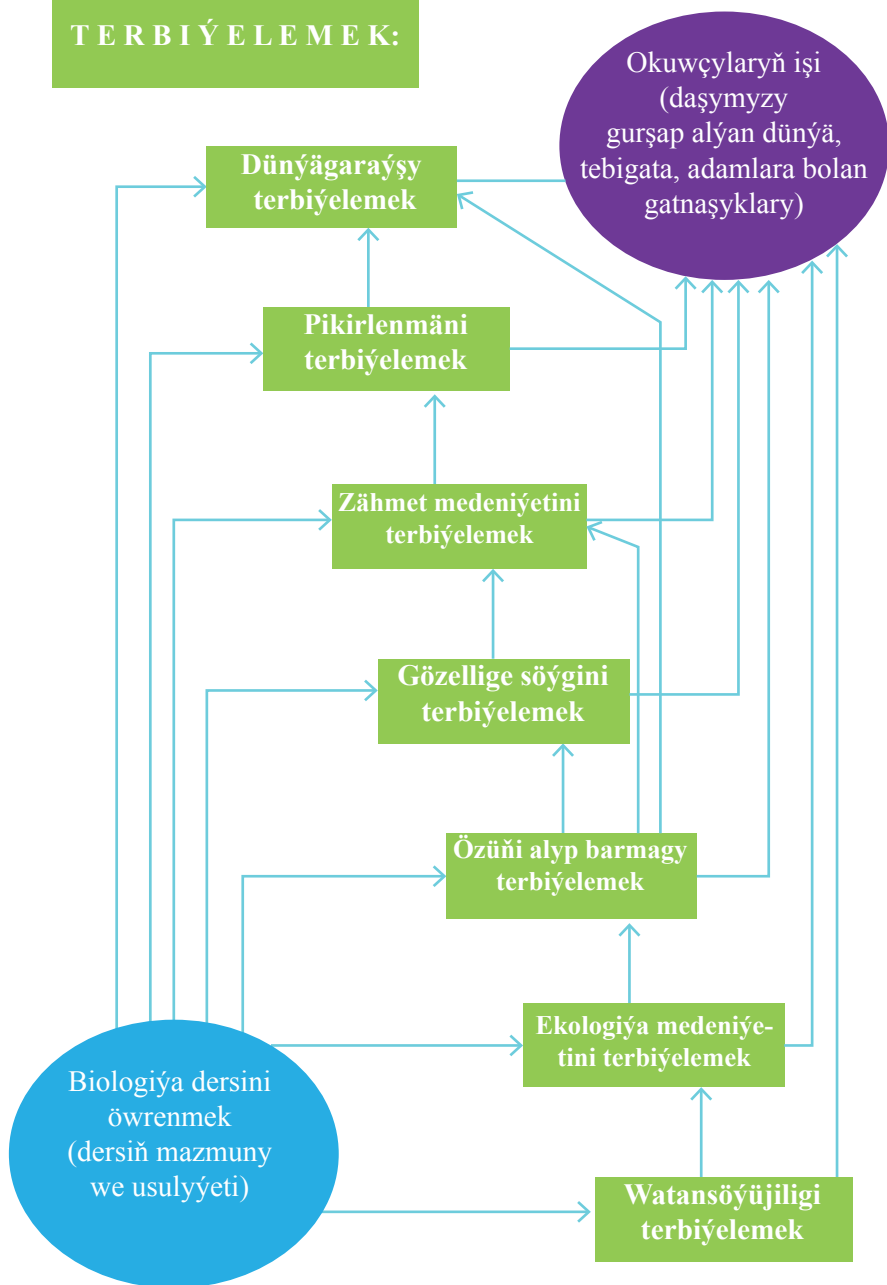 T E R B I Ý E L E M E K:
Okuwçylaryň işi
(daşymyzy
gurşap alýan dünýä,
tebigata, adamlara bolan
gatnaşyklary)
Dünýägaraýşy
terbiýelemek
Pikirlenmäni
terbiýelemek
Zähmet medeniýetini
terbiýelemek
Gözellige söýgini
terbiýelemek
Özüňi alyp barmagy
terbiýelemek
Ekologiýa medeniýe-
tini terbiýelemek
Biologiýa dersini
öwrenmek
(dersiň mazmuny
we usulyýeti)
Watansöýüjiligi
terbiýelemek